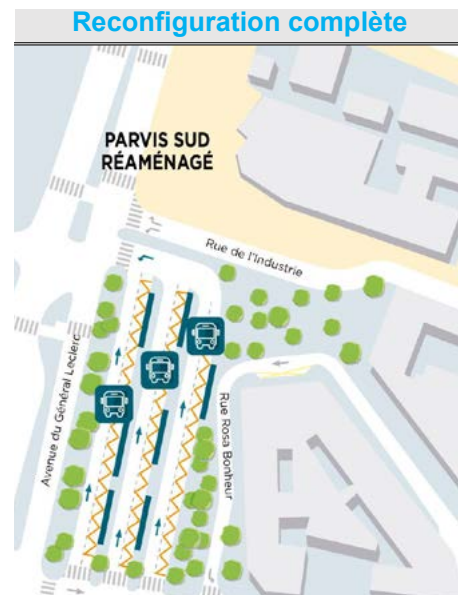 Reconfiguration complète
PARVIS SUD
RÉAMÉNAGÉ
Rue de l'Industrie
Avenue du Général Leclerc
Rue Rosa Bonheur